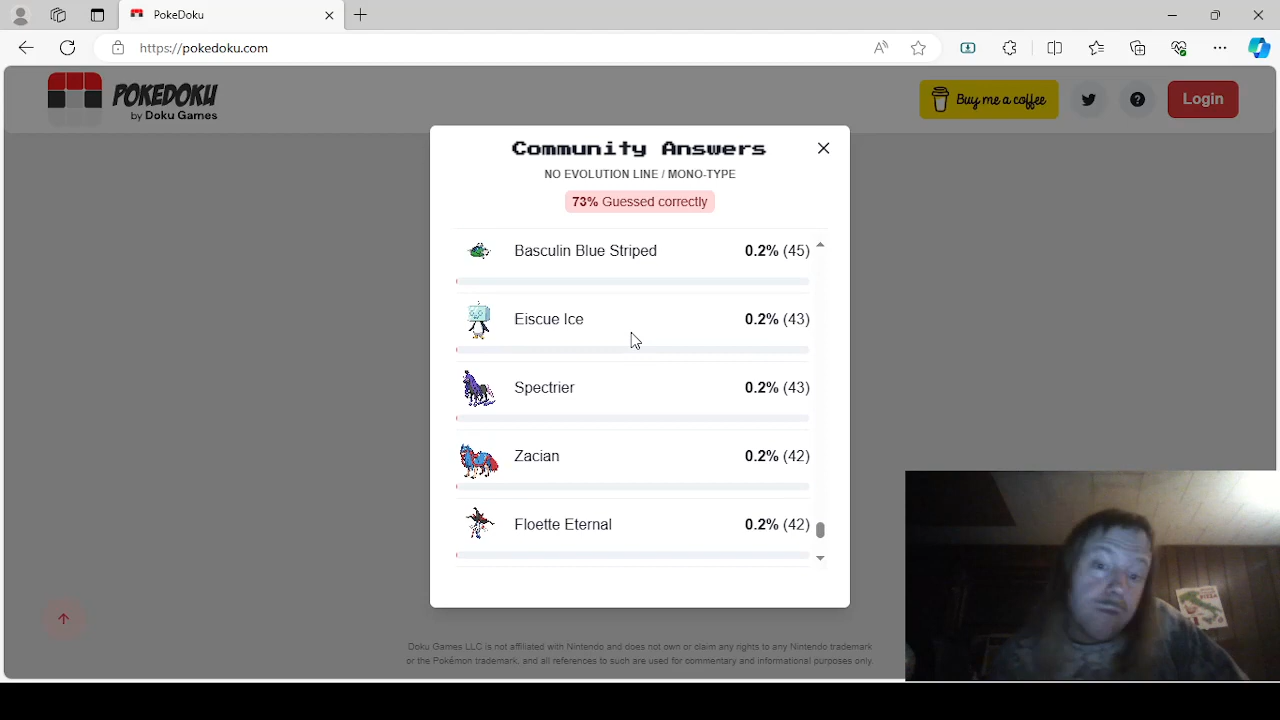 PokeDoku
https://pokedoku.com
POKEDOKU
by Doku Games
Buy me a coffee
Login
Community Answers
NO EVOLUTION LINE / MONO-TYPE
73% Guessed correctly
Basculin Blue Striped 0.2% (45)
Eiscue Ice 0.2% (43)
Spectrier 0.2% (43)
Zacian 0.2% (42)
Floette Eternal 0.2% (42)
Doku Games LLC is not affiliated with Nintendo and does not own or claim any rights to any Nintendo trademark
or the Pokémon trademark, and all references to such are used for commentary and informational purposes only.
PIZZA